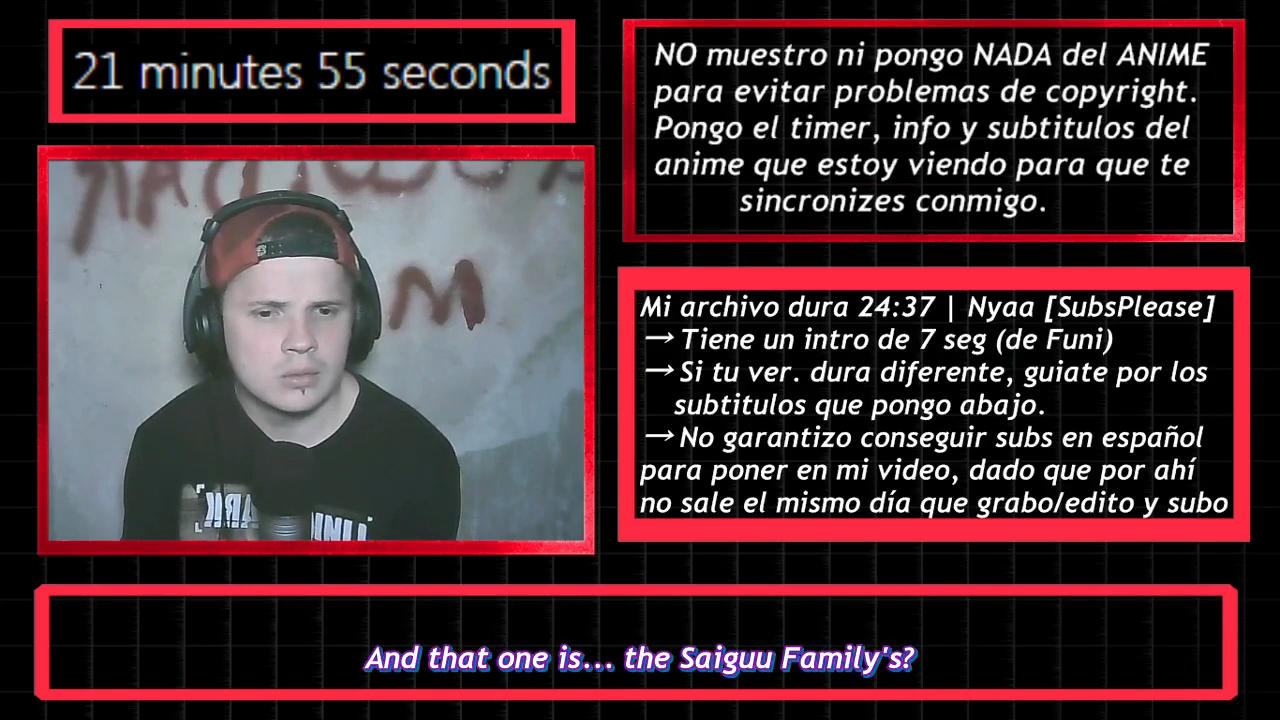 21 minutes 55 seconds
NO muestro ni pongo NADA del ANIME
para evitar problemas de copyright.
Pongo el timer, info y subtitulos del
anime que estoy viendo para que te
sincronizes conmigo.
Mi archivo dura 24:37 | Nyaa [SubsPlease]
→ Tiene un intro de 7 seg (de Funi)
→ Si tu ver. dura diferente, guiate por los
subtitulos que pongo abajo.
→ No garantizo conseguir subs en español
para poner en mi video, dado que por ahí
no sale el mismo día que grabo/edito y subo
And that one is... the Saiguu Family's?